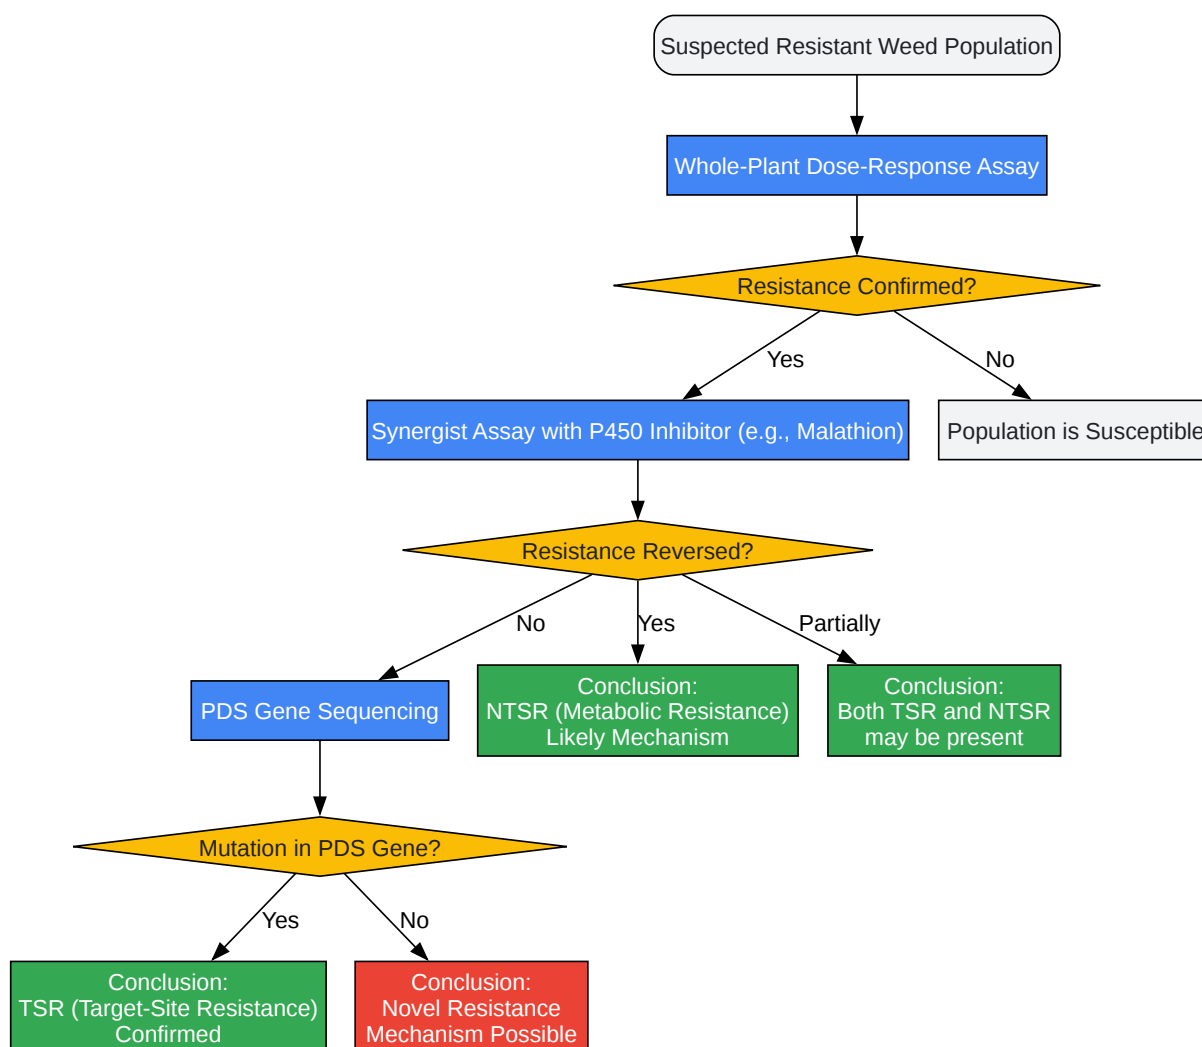 Suspected Resistant Weed Population
Whole-Plant Dose-Response Assay
Resistance Confirmed?
Yes
No
Synergist Assay with P450 Inhibitor (e.g., Malathion)
Population is Susceptible
Resistance Reversed?
No
Yes
Partially
PDS Gene Sequencing
Conclusion:
NTSR (Metabolic Resistance)
Likely Mechanism
Conclusion:
Both TSR and NTSR
may be present
Mutation in PDS Gene?
Yes
No
Conclusion:
TSR (Target-Site Resistance)
Confirmed
Conclusion:
Novel Resistance
Mechanism Possible